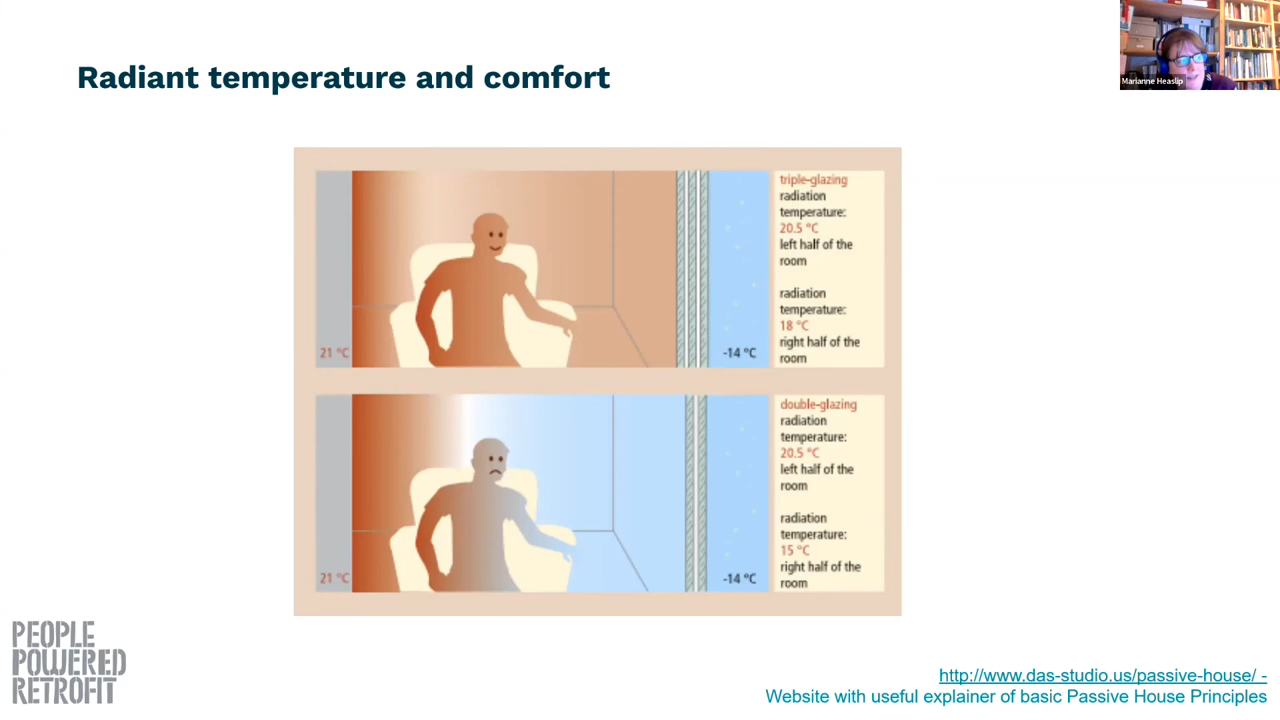 Radiant temperature and comfort
Marianne Heaslip
triple-glazing
radiation
temperature:
20.5 °C
left half of the
room
radiation
temperature:
18 °C
right half of the
room
21 °C
-14 °C
double-glazing
radiation
temperature:
20.5 °C
left half of the
room
radiation
temperature:
15 °C
right half of the
room
21 °C
-14 °C
PEOPLE
POWERED
RETROFIT
http://www.das-studio.us/passive-house/ -
Website with useful explainer of basic Passive House Principles